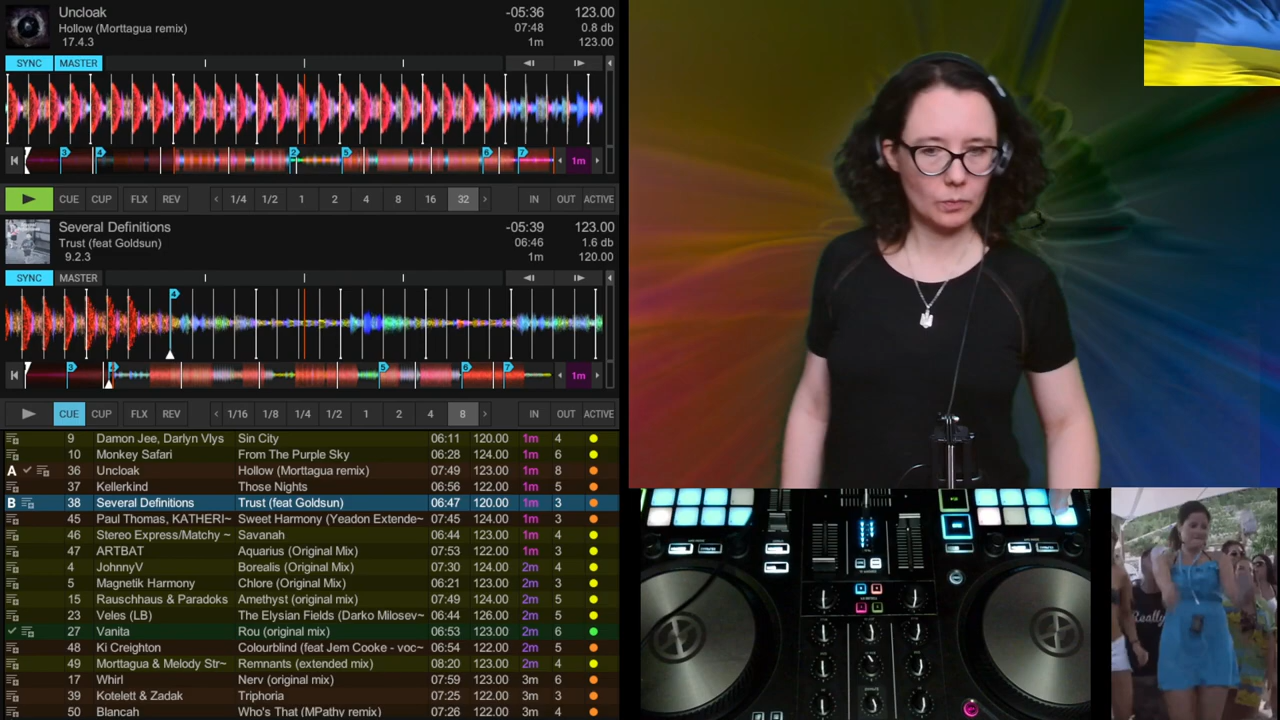 Uncloak -05:36 123.00
Hollow (Morttagua remix) 07:48 0.8 db
17.4.3 1m 123.00
SYNC MASTER
3 4 2 5 6 7 1m
CUE CUP FLX REV 1/4 1/2 1 2 4 8 16 32 IN OUT ACTIVE
Several Definitions -05:39 123.00
Trust (feat Goldsun) 06:46 1.6 db
9.2.3 1m 120.00
SYNC MASTER
4
3 4 5 6 7 1m
CUE CUP FLX REV 1/16 1/8 1/4 1/2 1 2 4 8 IN OUT ACTIVE
9 Damon Jee, Darlyn Vlys Sin City 06:11 120.00 1m 4
10 Monkey Safari From The Purple Sky 06:28 124.00 1m 6
A 36 Uncloak Hollow (Morttagua remix) 07:49 123.00 1m 8
37 Kellerkind Those Nights 06:56 122.00 1m 5
B 38 Several Definitions Trust (feat Goldsun) 06:47 120.00 1m 3
45 Paul Thomas, KATHERI~ Sweet Harmony (Yeadon Extende~ 07:45 124.00 1m 3
46 Stereo Express/Matchy ~ Savanah 06:44 123.00 1m 4
47 ARTBAT Aquarius (Original Mix) 07:53 122.00 1m 3
4 JohnnyV Borealis (Original Mix) 07:30 124.00 2m 4
5 Magnetik Harmony Chlore (Original Mix) 06:21 123.00 2m 3
15 Rauschhaus & Paradoks Amethyst (original mix) 07:49 124.00 2m 3
23 Veles (LB) The Elysian Fields (Darko Milosev~ 06:44 126.00 2m 4
27 Vanita Rou (original mix) 06:53 123.00 2m 6
48 Ki Creighton Colourblind (feat Jem Cooke - voc~ 06:54 122.00 2m 5
49 Morttagua & Melody Str~ Remnants (extended mix) 08:20 123.00 2m 4
17 Whirl Nerv (original mix) 07:59 123.00 3m 6
39 Kotelett & Zadak Triphoria 07:25 122.00 3m 3
50 Blancah Who's That (MPathy remix) 07:26 122.00 3m 4
Really